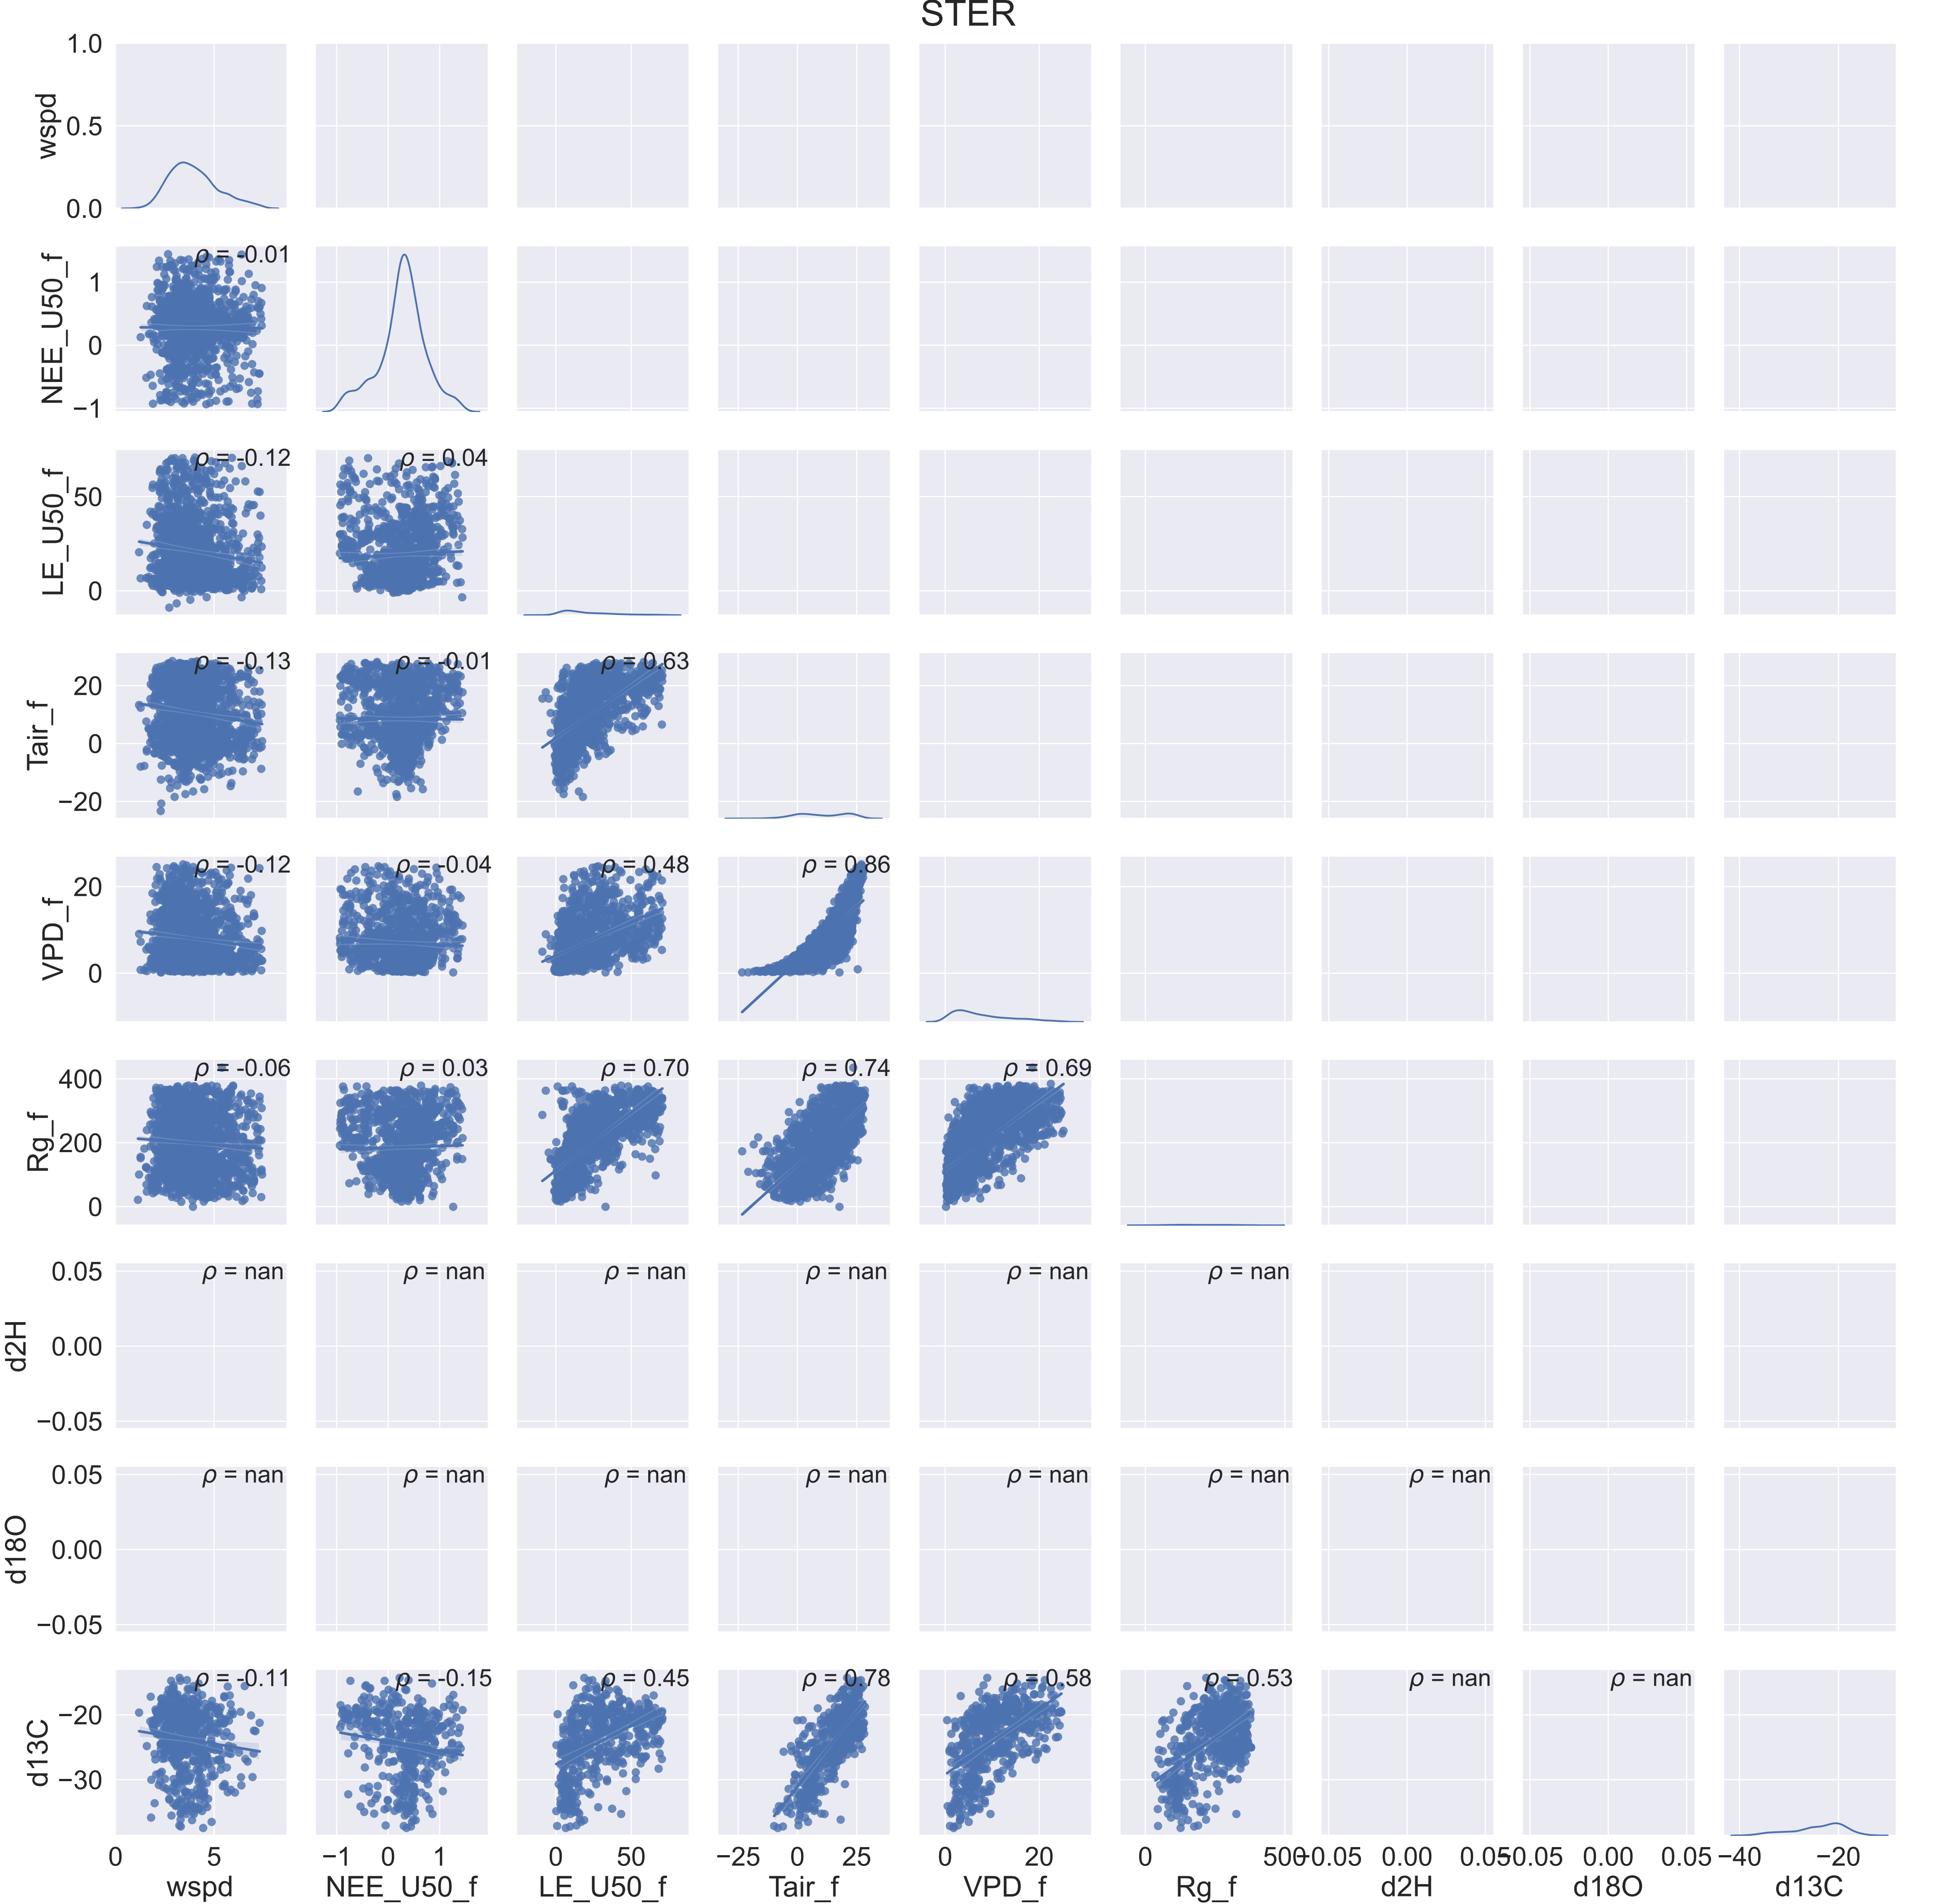 STER
wspd
1.0
0.5
0.0
NEE_U50_f
1
0
−1
ρ = -0.01
LE_U50_f
50
0
ρ = -0.12
ρ = 0.04
Tair_f
20
0
−20
ρ = -0.13
ρ = -0.01
ρ = 0.63
VPD_f
20
0
ρ = -0.12
ρ = -0.04
ρ = 0.48
ρ = 0.86
Rg_f
400
200
0
ρ = -0.06
ρ = 0.03
ρ = 0.70
ρ = 0.74
ρ = 0.69
d2H
0.05
0.00
−0.05
ρ = nan
ρ = nan
ρ = nan
ρ = nan
ρ = nan
ρ = nan
d18O
0.05
0.00
−0.05
ρ = nan
ρ = nan
ρ = nan
ρ = nan
ρ = nan
ρ = nan
ρ = nan
d13C
−20
−30
ρ = -0.11
ρ = -0.15
ρ = 0.45
ρ = 0.78
ρ = 0.58
ρ = 0.53
ρ = nan
ρ = nan
0 5
−1 0 1
0 50
−25 0 25
0 20
0 500
−0.05 0.00 0.05
−0.05 0.00 0.05
−40 −20
wspd
NEE_U50_f
LE_U50_f
Tair_f
VPD_f
Rg_f
d2H
d18O
d13C